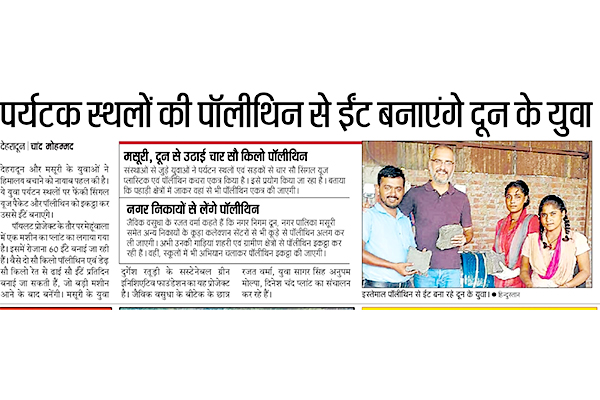 पर्यटक स्थलों की पॉलीथिन से ईंट बनाएंगे दून के युवा
देहरादून | चांद मोहम्मद
देहरादून और मसूरी के युवाओं ने
हिमालय बचाने को नायाब पहल की है।
ये युवा पर्यटन स्थलों पर फेंकी सिंगल
यूज पैकेट और पॉलीथिन को इकट्ठा कर
उससे ईंट बनाएंगे।
पॉयलट प्रोजेक्ट के तौर पर मेहूंवाला
में एक मशीन का प्लांट का लगाया गया
है। इसमें रोजाना 60 ईंट बनाई जा रही
हैं। वैसे दो सौ किलो पॉलीथिन एवं डेढ़
सौ किलो रेत से ढाई सौ ईंटें प्रतिदिन
बनाई जा सकती है, जो बड़ी मशीन
आने के बाद बनेंगी। मसूरी के युवा
मसूरी, दून से उठाई चार सौ किलो पॉलीथिन
सस्थाओं से जुड़े युवाओं ने पर्यटन स्थलों एवं सड़कों से चार सौ किलो सिगल यूज
प्लास्टिक एवं पॉलीथिन कचरा एकत्र किया है। इसे प्रयोग किया जा रहा है। बताया
कि पहाड़ी क्षेत्रों में जाकर वहां से भी पॉलीथिन एकत्र की जाएगी।
नगर निकायों से लेंगे पॉलीथिन
जैविक वसुधा के रजत वर्मा कहते हैं कि नगर निगम दून, नगर पालिका मसूरी
समेत अन्य निकायों के कूड़ा कलेक्शन सेंटरों से भी कूड़े से पॉलीथिन अलग कर
ली जाएगी। अभी उनकी गाड़िया शहरी एवं ग्रामीण क्षेत्रों से पॉलीथिन इकट्ठा कर
रही हैं। वहीं, स्कूलों में भी अभियान चलाकर पॉलीथिन इकट्ठा की जाएगी।
दुर्गेश रतूड़ी के सस्टेनेबल ग्रीन
इनिशिएटिव फाउंडेशन का यह प्रोजेक्ट
है। जैविक वसुधा के बीटेक के छात्र
रजत वर्मा, युवा सागर सिंह अनुपम
मोल्पा, दिनेश चंद प्लांट का संचालन
कर रहे हैं।
इस्तेमाल पॉलीथिन से ईंट बना रहे दून के युवा। ● हिन्दुस्तान